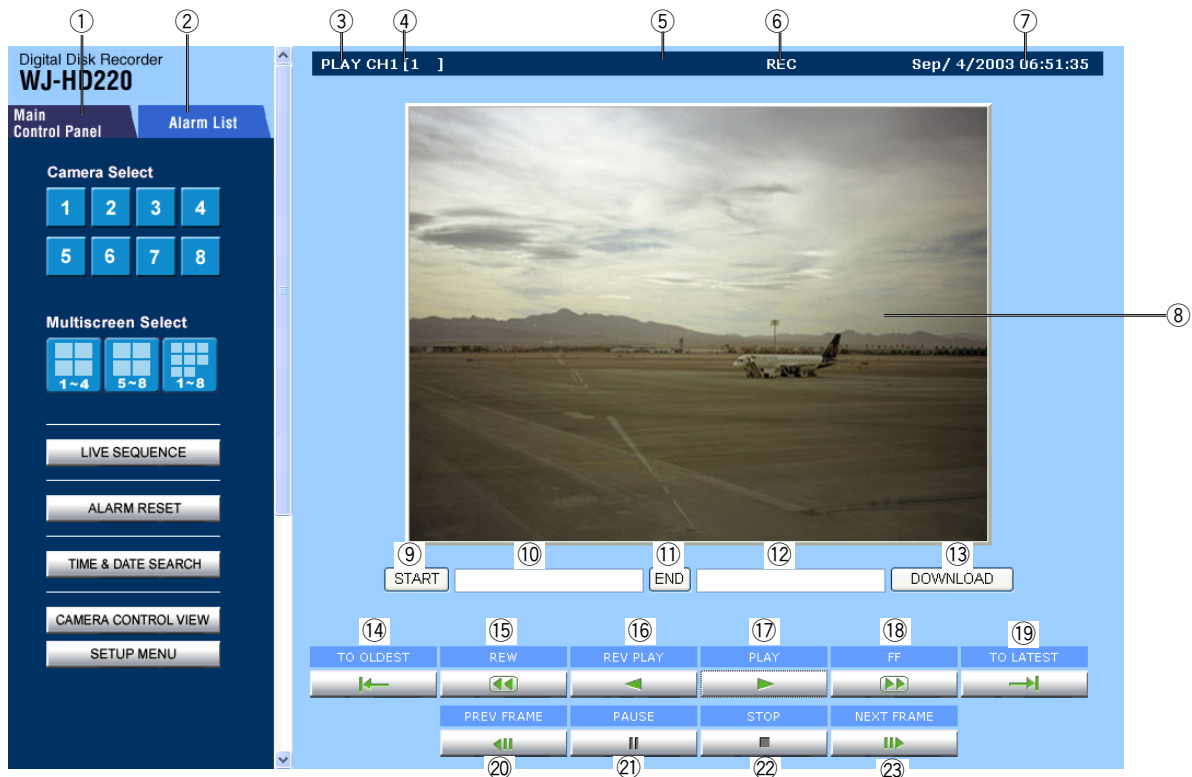 ① ② ③ ④ ⑤ ⑥ ⑦
Digital Disk Recorder
WJ-HD220
Main
Control Panel
Alarm List
Camera Select
1 2 3 4
5 6 7 8
Multiscreen Select
1~4 5~8 1~8
LIVE SEQUENCE
ALARM RESET
TIME & DATE SEARCH
CAMERA CONTROL VIEW
SETUP MENU
PLAY CH1 [1 ] REC Sep/ 4/2003 06:51:35
⑧
⑨ ⑩ ⑪ ⑫ ⑬
START END DOWNLOAD
⑭ ⑮ ⑯ ⑰ ⑱ ⑲
TO OLDEST REW REV PLAY PLAY FF TO LATEST
PREV FRAME PAUSE STOP NEXT FRAME
⑳ ㉑ ㉒ ㉓